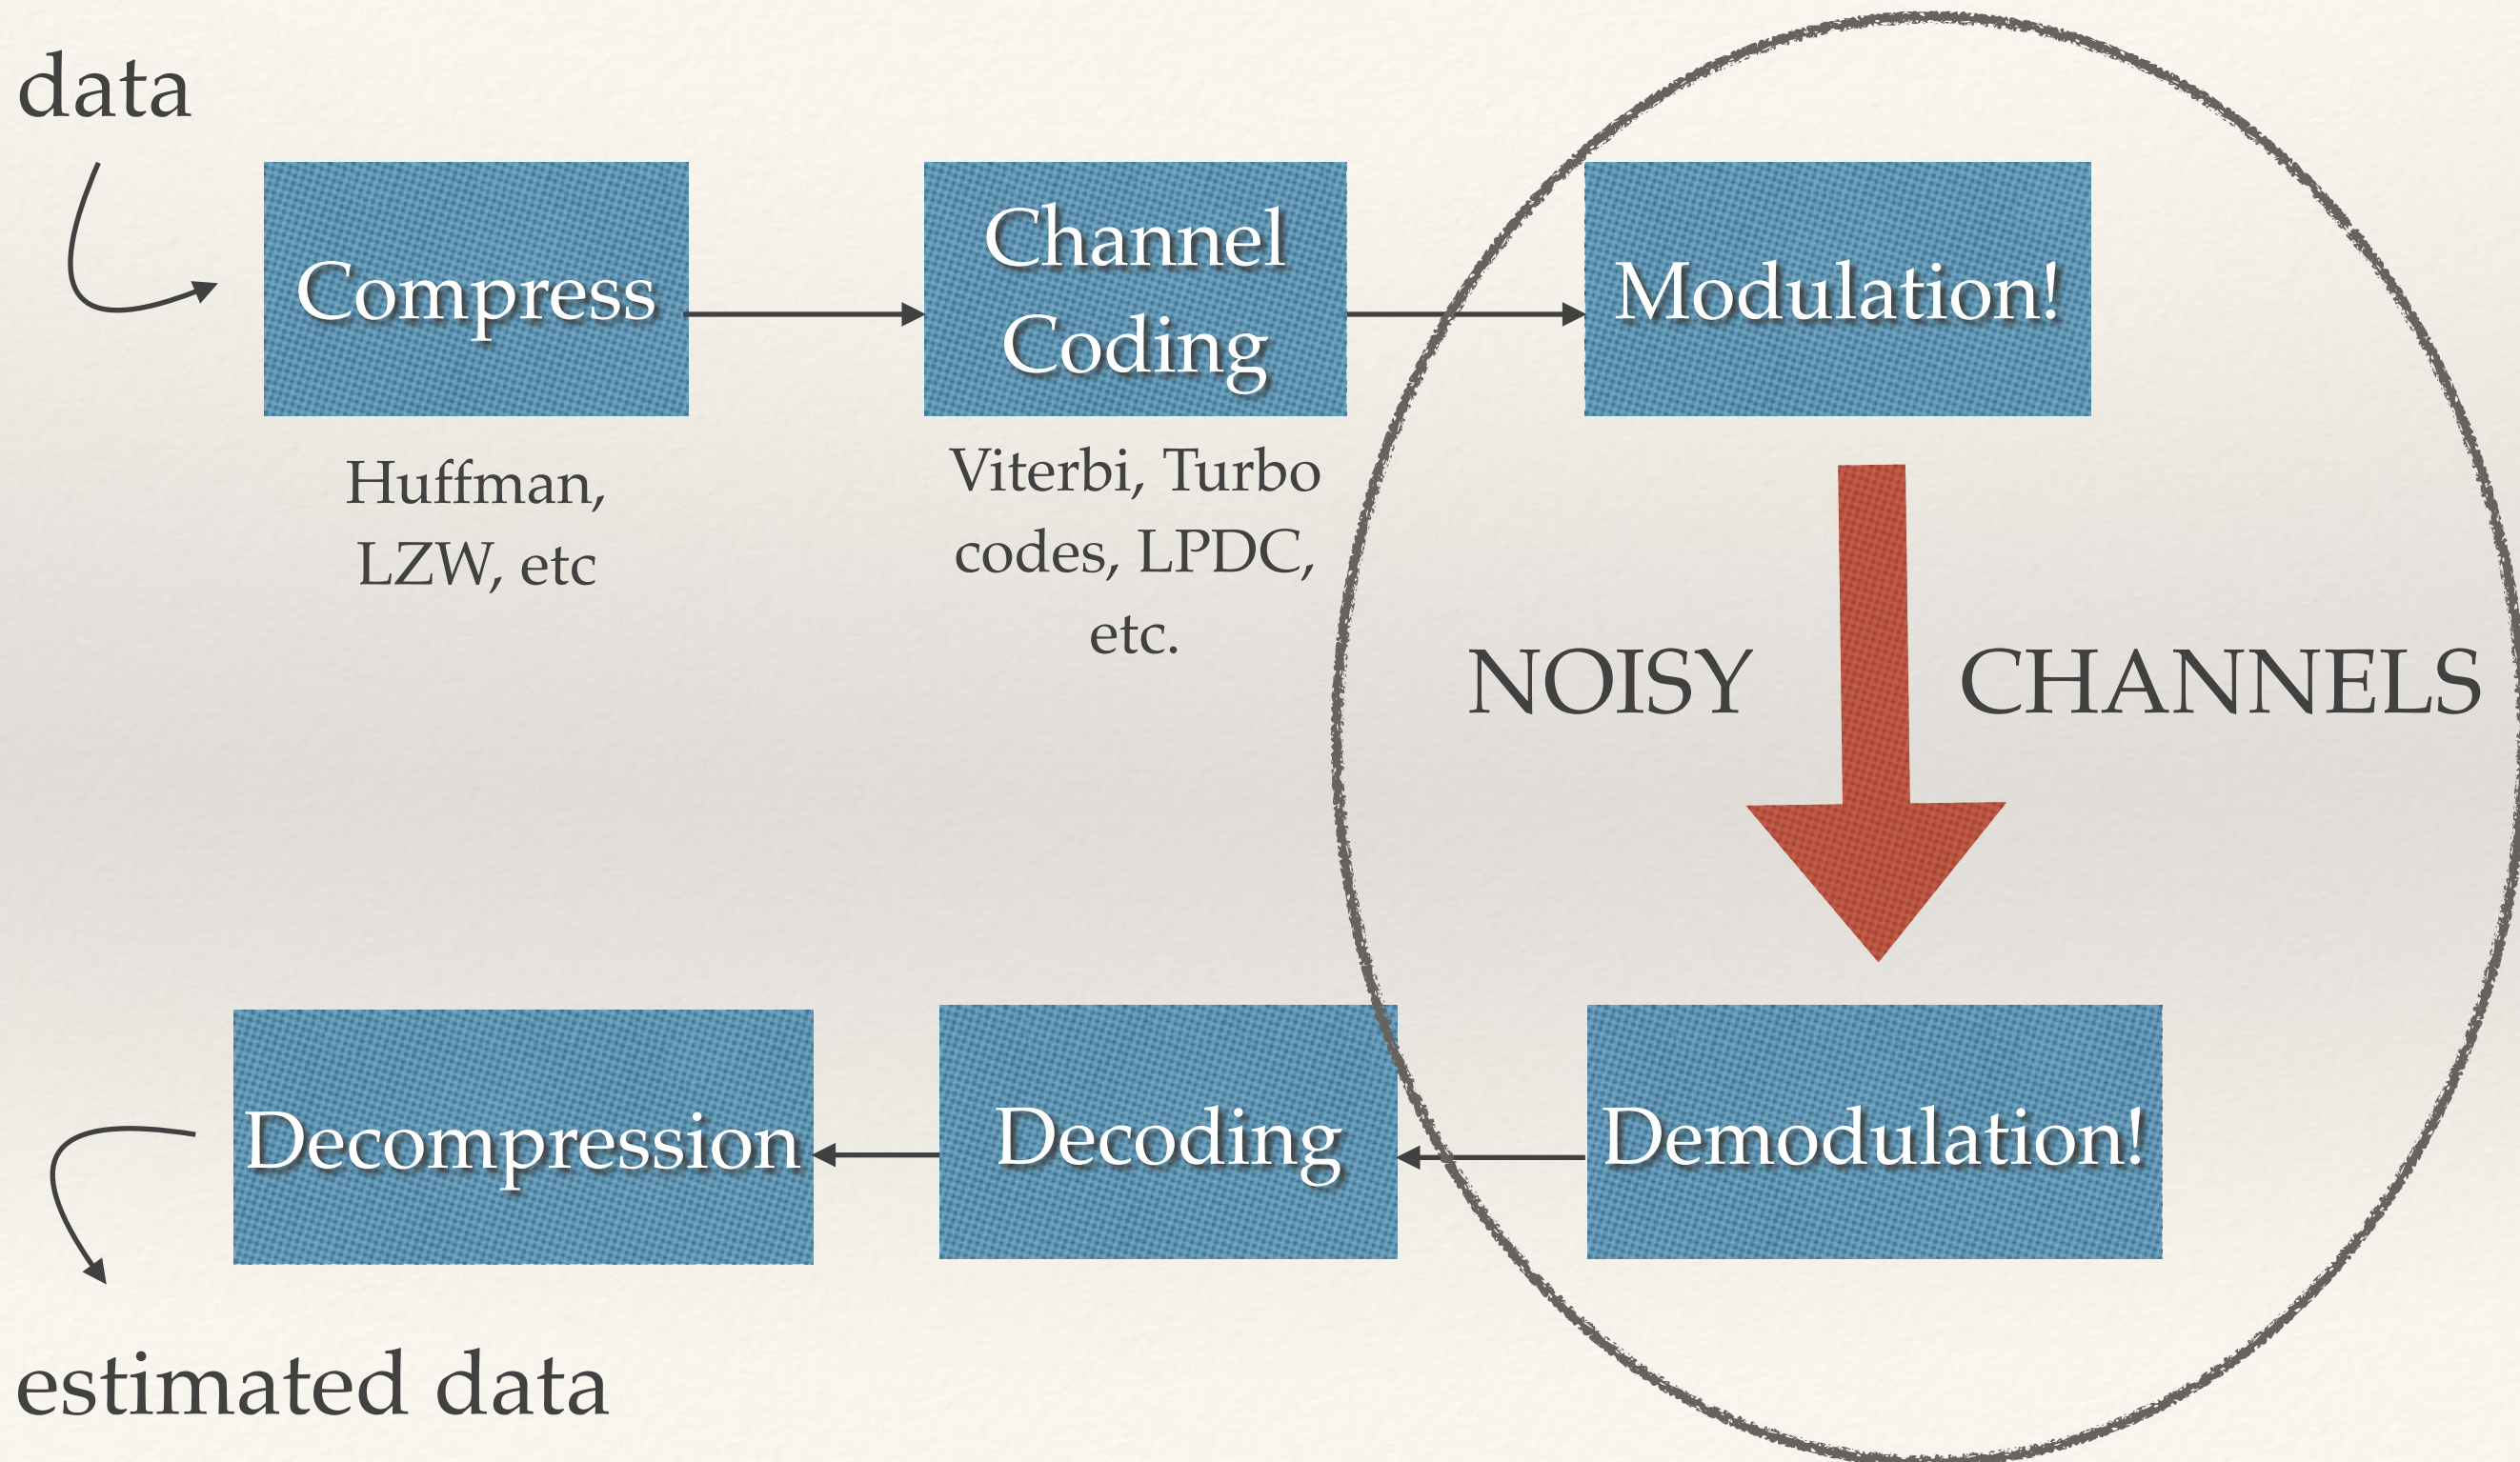 data
Compress
Channel
Coding
Modulation!
Huffman,
LZW, etc
Viterbi, Turbo
codes, LPDC,
etc.
NOISY CHANNELS
Decompression
Decoding
Demodulation!
estimated data